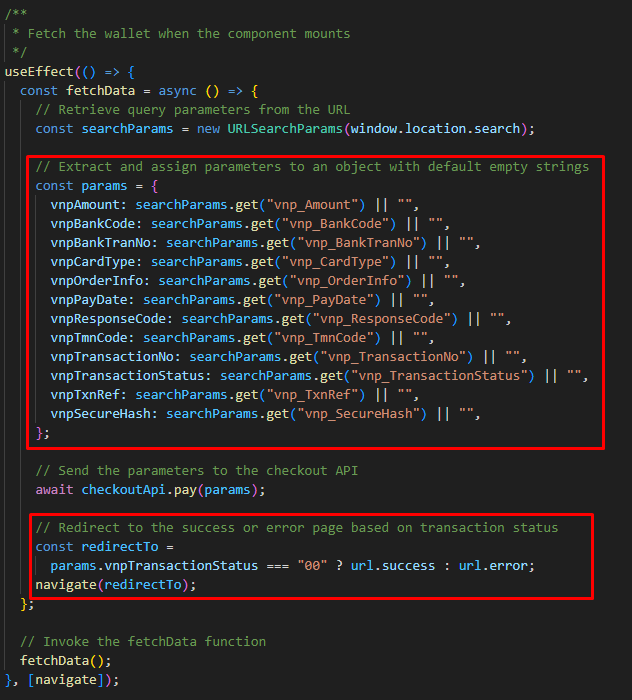 /**
 * Fetch the wallet when the component mounts
 */
useEffect(() => {
  const fetchData = async () => {
    // Retrieve query parameters from the URL
    const searchParams = new URLSearchParams(window.location.search);

    // Extract and assign parameters to an object with default empty strings
    const params = {
      vnpAmount: searchParams.get("vnp_Amount") || "",
      vnpBankCode: searchParams.get("vnp_BankCode") || "",
      vnpBankTranNo: searchParams.get("vnp_BankTranNo") || "",
      vnpCardType: searchParams.get("vnp_CardType") || "",
      vnpOrderInfo: searchParams.get("vnp_OrderInfo") || "",
      vnpPayDate: searchParams.get("vnp_PayDate") || "",
      vnpResponseCode: searchParams.get("vnp_ResponseCode") || "",
      vnpTmnCode: searchParams.get("vnp_TmnCode") || "",
      vnpTransactionNo: searchParams.get("vnp_TransactionNo") || "",
      vnpTransactionStatus: searchParams.get("vnp_TransactionStatus") || "",
      vnpTxnRef: searchParams.get("vnp_TxnRef") || "",
      vnpSecureHash: searchParams.get("vnp_SecureHash") || "",
    };

    // Send the parameters to the checkout API
    await checkoutApi.pay(params);

    // Redirect to the success or error page based on transaction status
    const redirectTo =
      params.vnpTransactionStatus === "00" ? url.success : url.error;
    navigate(redirectTo);
  };

  // Invoke the fetchData function
  fetchData();
}, [navigate]);